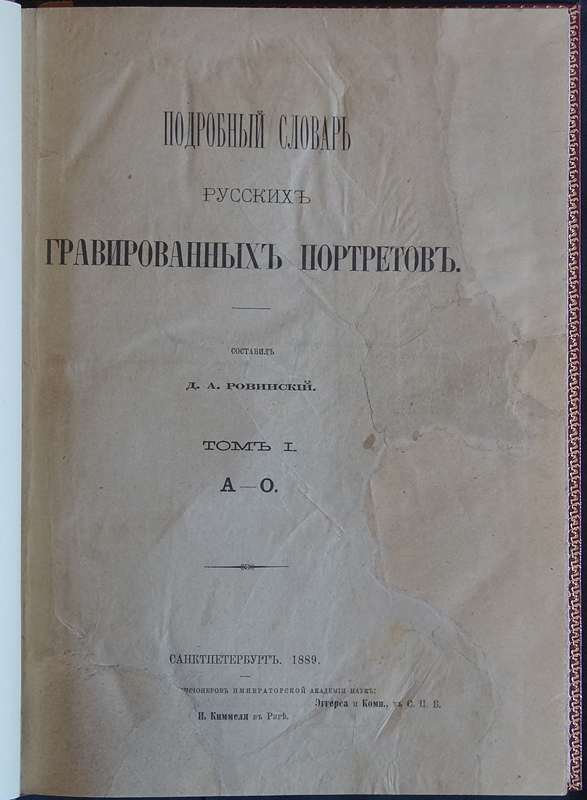 ПОДРОБНЫЙ СЛОВАРЬ
РУССКИХЪ
ГРАВИРОВАННЫХЪ ПОРТРЕТОВЪ.
СОСТАВИЛЪ
Д. А. РОВИНСКІЙ.
ТОМЪ I.
А—О.
САНКТПЕТЕРБУРГЪ. 1889.
ИМПЕРАТОРСКОЙ АКАДЕМІИ НАУКЪ:
Эггерса и Комп., въ С. П. Б.
Н. Киммеля въ Ригѣ.